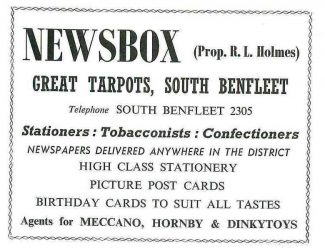 NEWSBOX (Prop. R. L. Holmes)
GREAT TARPOTS, SOUTH BENFLEET
Telephone SOUTH BENFLEET 2305
Stationers : Tobacconists : Confectioners
NEWSPAPERS DELIVERED ANYWHERE IN THE DISTRICT
HIGH CLASS STATIONERY
PICTURE POST CARDS
BIRTHDAY CARDS TO SUIT ALL TASTES
Agents for MECCANO, HORNBY & DINKYTOYS